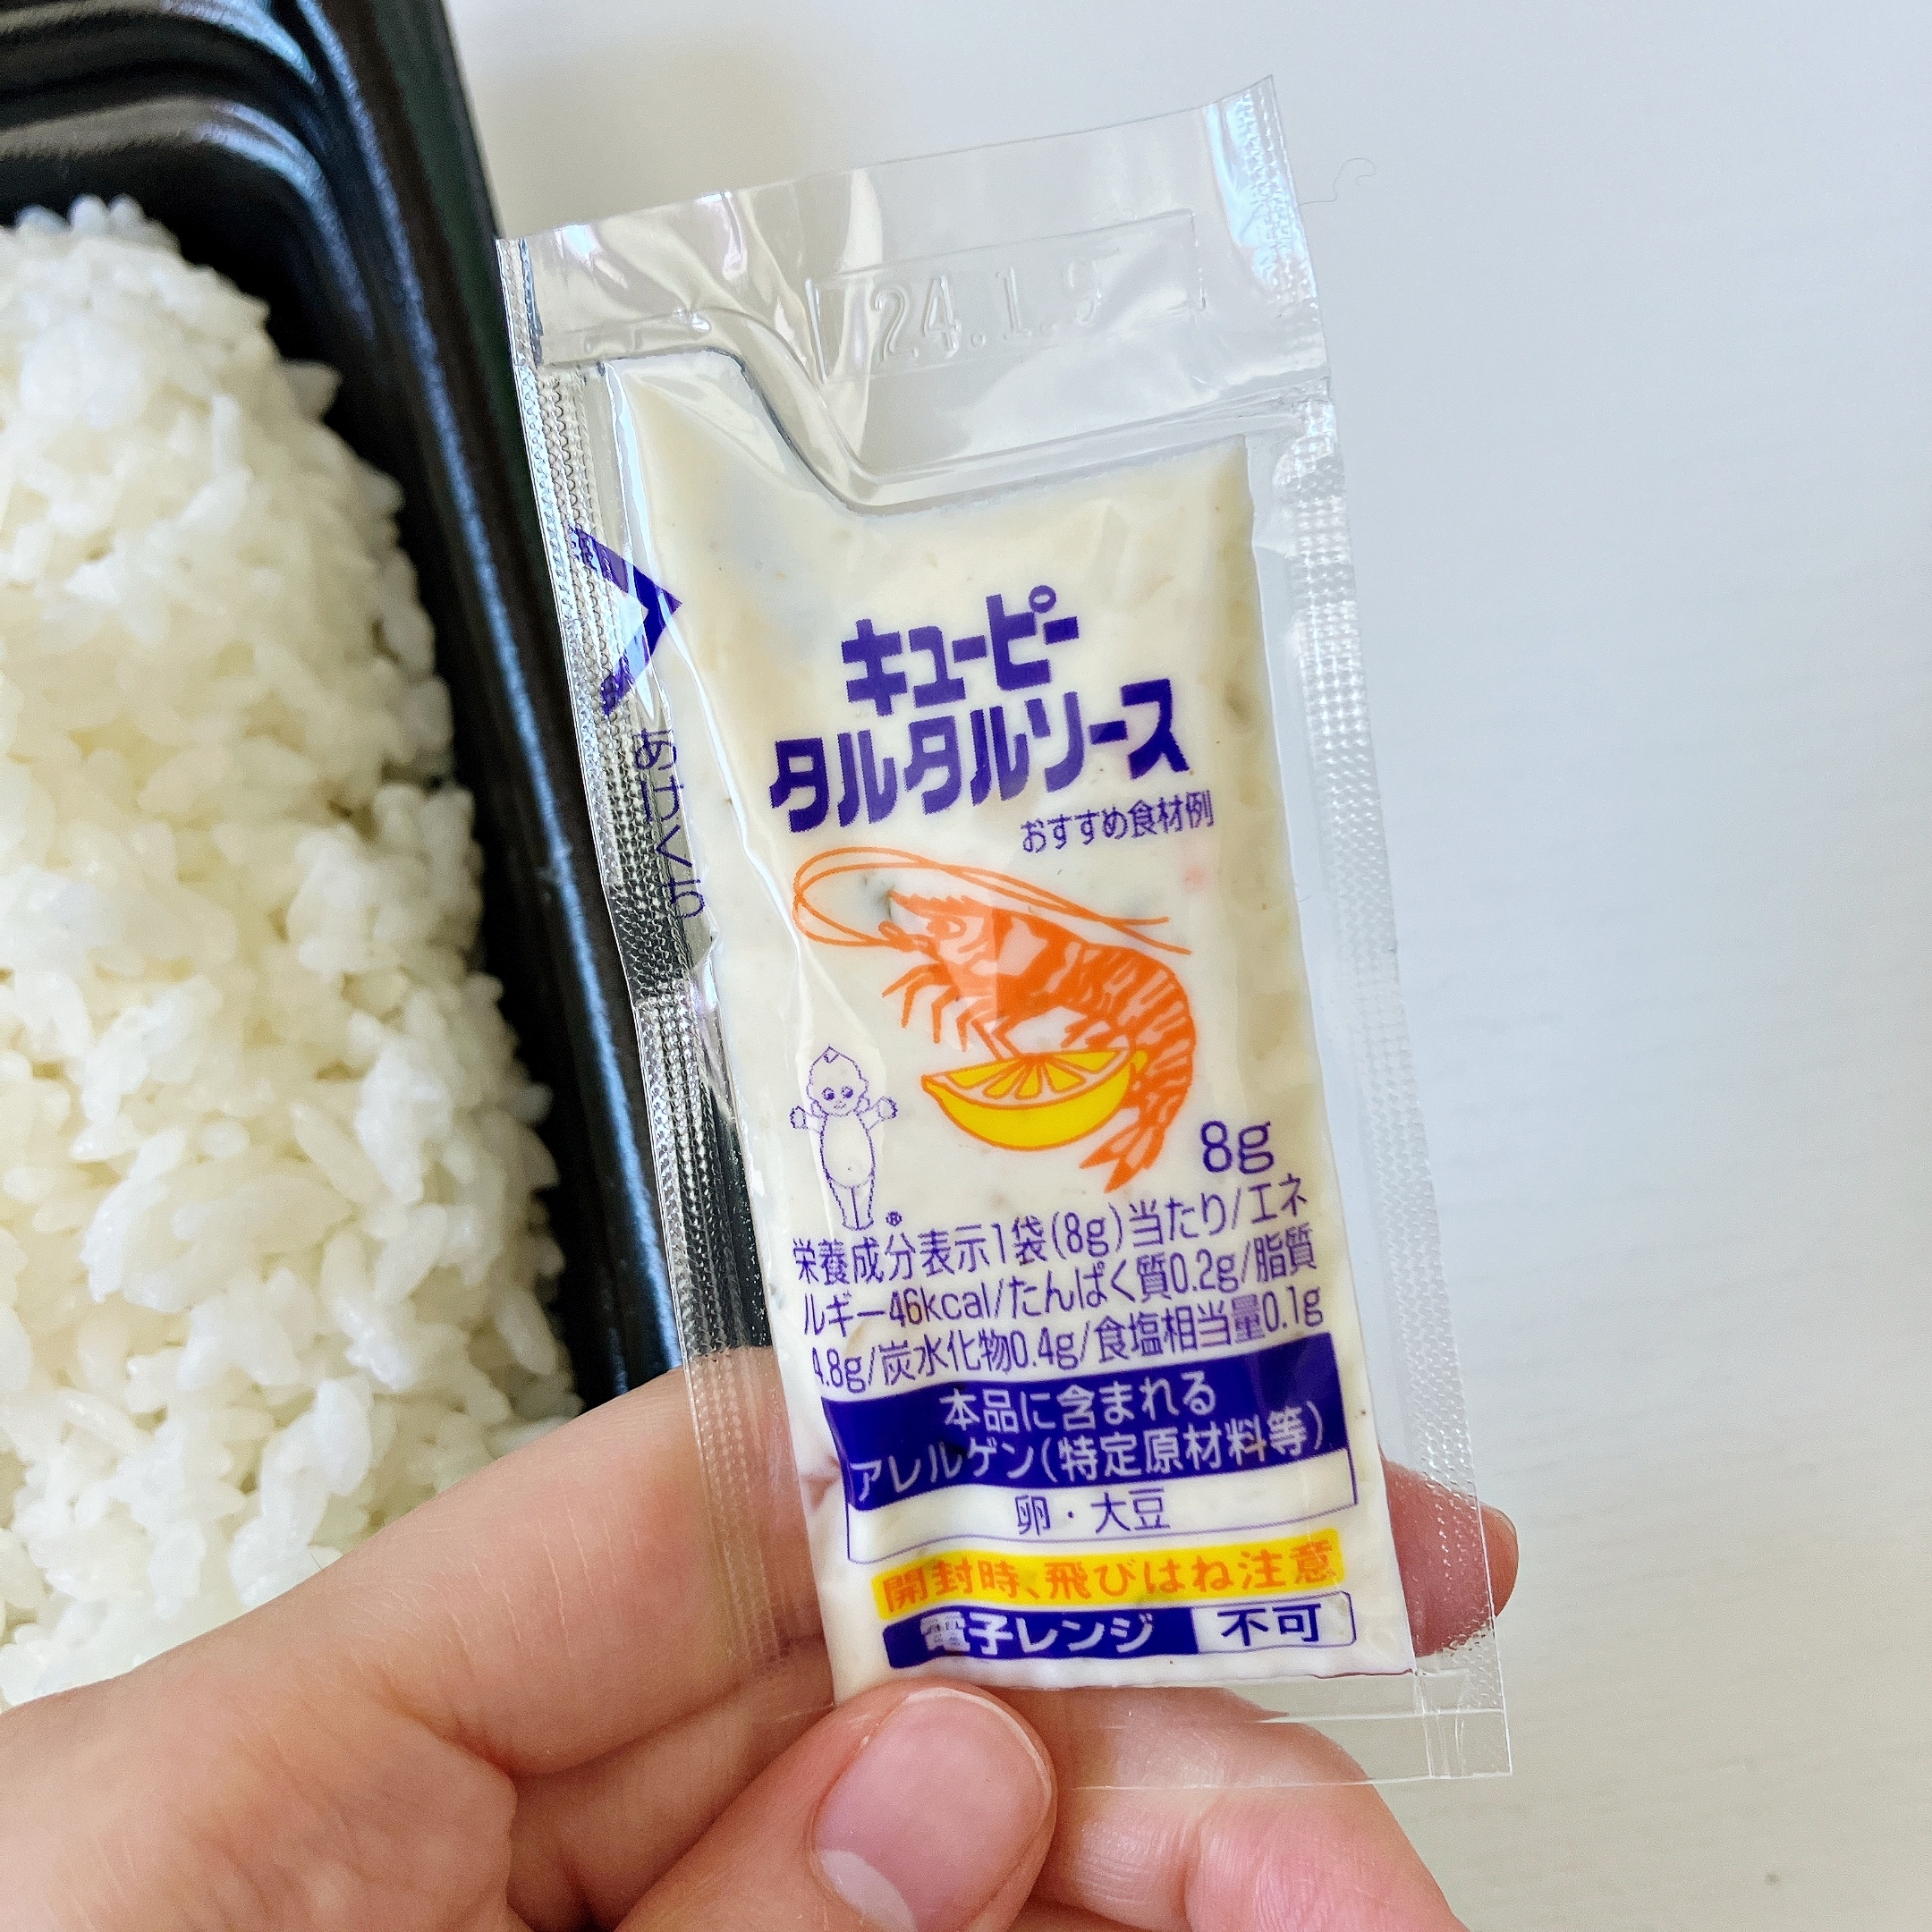 24.1.9
キユーピー
タルタルソース
おすすめ食材例
あけくち
8g
®
栄養成分表示1袋(8g)当たり/エネ
ルギー46kcal/たんぱく質0.2g/脂質
4.8g/炭水化物0.4g/食塩相当量0.1g
本品に含まれる
アレルゲン(特定原材料等)
卵・大豆
開封時、飛びはね注意
電子レンジ 不可